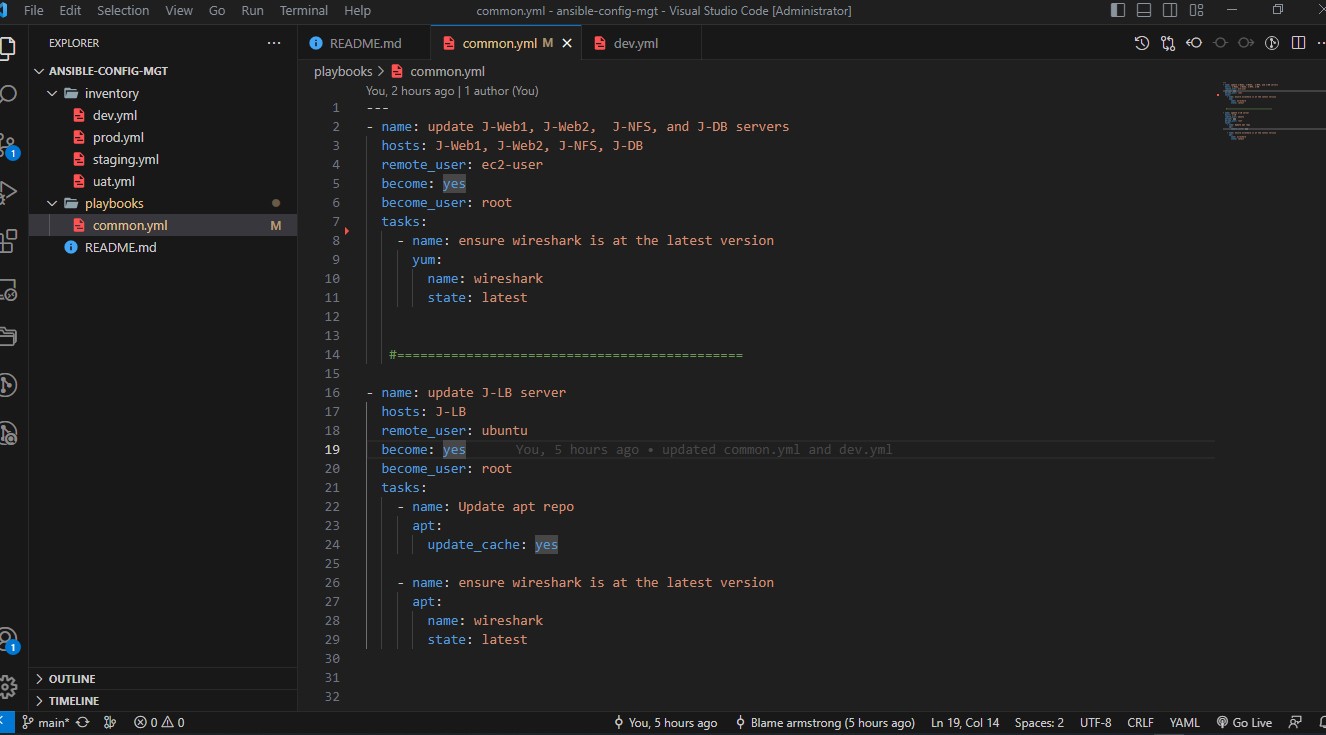 File Edit Selection View Go Run Terminal Help common.yml - ansible-config-mgt - Visual Studio Code [Administrator]
EXPLORER
README.md
common.yml M
dev.yml
ANSIBLE-CONFIG-MGT
inventory
dev.yml
prod.yml
staging.yml
uat.yml
playbooks
common.yml M
README.md
OUTLINE
TIMELINE
1
1
playbooks > common.yml
You, 2 hours ago | 1 author (You)
1 ---
2 - name: update J-Web1, J-Web2,  J-NFS, and J-DB servers
3   hosts: J-Web1, J-Web2, J-NFS, J-DB
4   remote_user: ec2-user
5   become: yes
6   become_user: root
7   tasks:
8     - name: ensure wireshark is at the latest version
9       yum:
10         name: wireshark
11         state: latest
12
13
14    #=============================================
15
16 - name: update J-LB server
17   hosts: J-LB
18   remote_user: ubuntu
19   become: yes You, 5 hours ago • updated common.yml and dev.yml
20   become_user: root
21   tasks:
22     - name: Update apt repo
23       apt:
24         update_cache: yes
25
26     - name: ensure wireshark is at the latest version
27       apt:
28         name: wireshark
29         state: latest
30
31
32
main* 0 0 You, 5 hours ago Blame armstrong (5 hours ago) Ln 19, Col 14 Spaces: 2 UTF-8 CRLF YAML Go Live